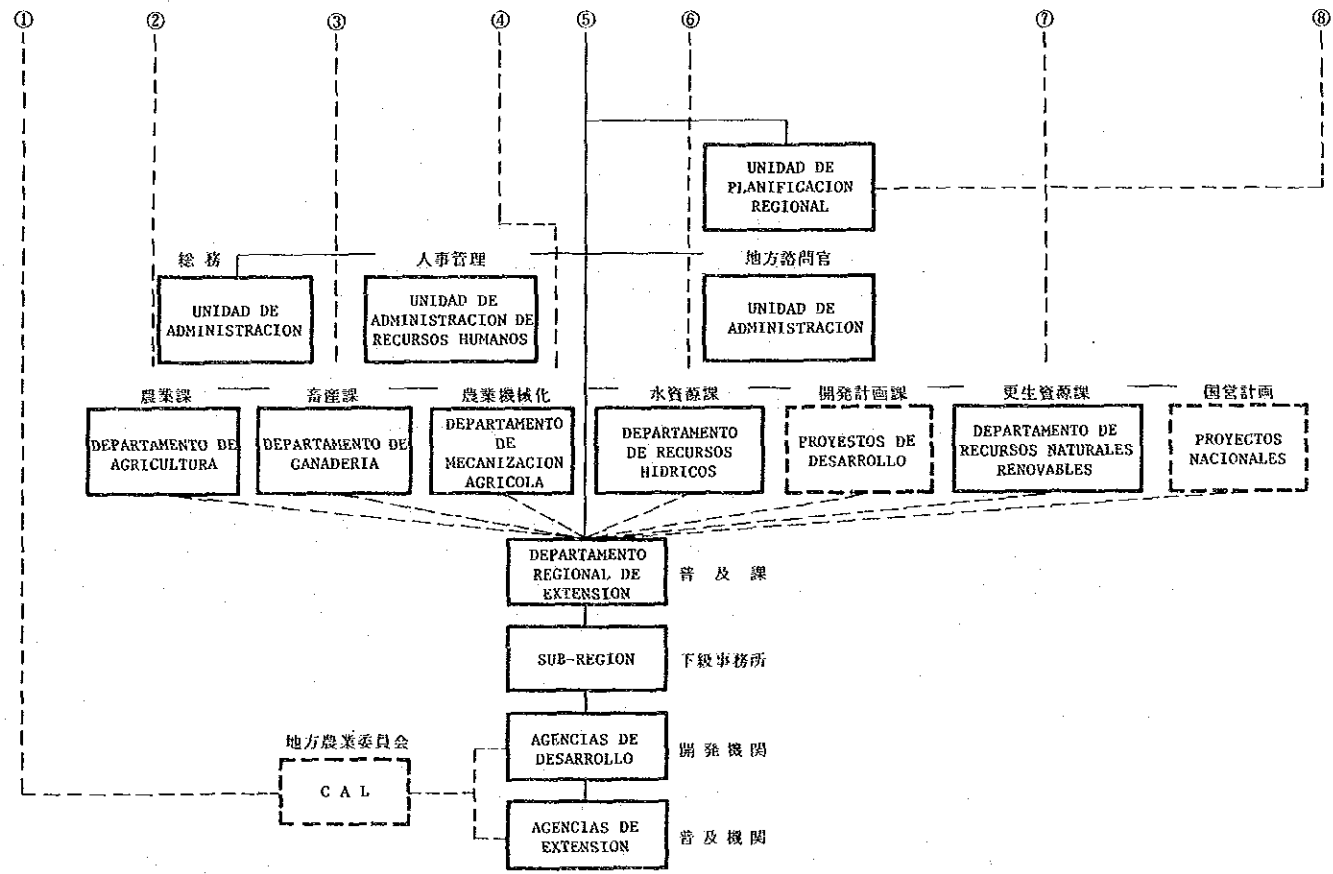 ① ② ③ ④ ⑤ ⑥ ⑦ ⑧
UNIDAD DE
PLANIFICACION
REGIONAL
総務
人事管理
地方諮問官
UNIDAD DE
ADMINISTRACION
UNIDAD DE
ADMINISTRACION DE
RECURSOS HUMANOS
UNIDAD DE
ADMINISTRACION
農業課
畜産課
農業機械化
水資源課
開発計画課
更生資源課
国営計画
DEPARTAMENTO DE
AGRICULTURA
DEPARTAMENTO DE
GANADERIA
DEPARTAMENTO
DE
MECANIZACION
AGRICOLA
DEPARTAMENTO
DE RECURSOS
HIDRICOS
PROYESTOS DE
DESARROLLO
DEPARTAMENTO DE
RECURSOS NATURALES
RENOVABLES
PROYECTOS
NACIONALES
DEPARTAMENTO
REGIONAL DE
EXTENSION
普及課
SUB-REGION
下級事務所
AGENCIAS DE
DESARROLLO
開発機関
地方農業委員会
C A L
AGENCIAS DE
EXTENSION
普及機関